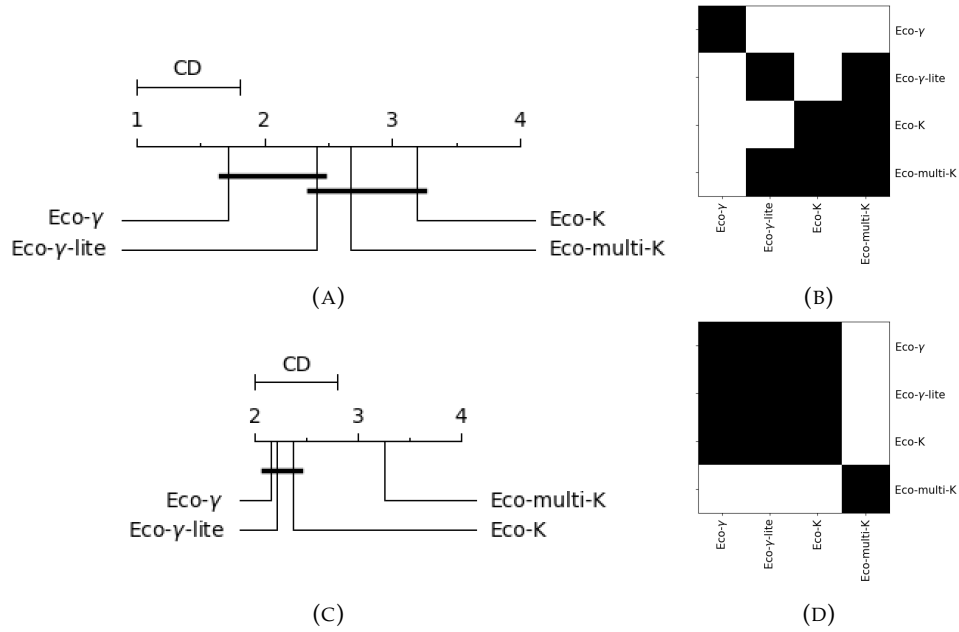 CD
1 2 3 4
Eco-γ
Eco-γ-lite
Eco-K
Eco-multi-K
(A)
Eco-γ
Eco-γ-lite
Eco-K
Eco-multi-K
Eco-γ
Eco-γ-lite
Eco-K
Eco-multi-K
(B)
CD
2 3 4
Eco-γ
Eco-γ-lite
Eco-multi-K
Eco-K
(C)
Eco-γ
Eco-γ-lite
Eco-K
Eco-multi-K
Eco-γ
Eco-γ-lite
Eco-K
Eco-multi-K
(D)